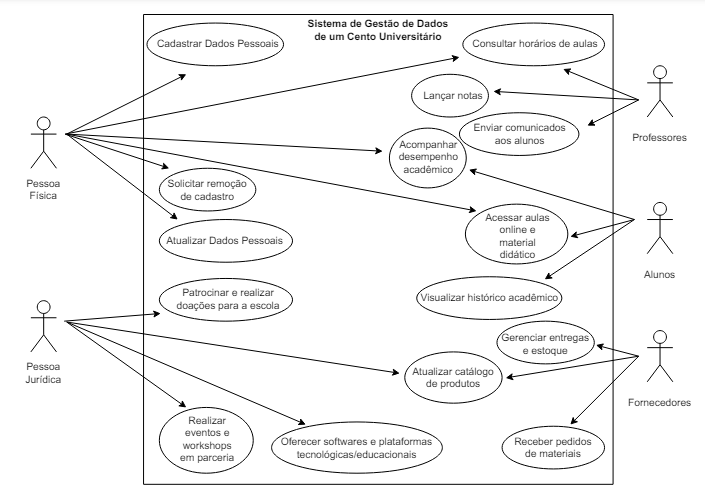 Sistema de Gestão de Dados
de um Cento Universitário
Cadastrar Dados Pessoais
Consultar horários de aulas
Lançar notas
Enviar comunicados
aos alunos
Professores
Acompanhar
desempenho
acadêmico
Pessoa
Física
Solicitar remoção
de cadastro
Atualizar Dados Pessoais
Acessar aulas
online e
material
didático
Alunos
Visualizar histórico acadêmico
Patrocinar e realizar
doações para a escola
Gerenciar entregas
e estoque
Pessoa
Jurídica
Atualizar catálogo
de produtos
Fornecedores
Realizar
eventos e
workshops
em parceria
Oferecer softwares e plataformas
tecnológicas/educacionais
Receber pedidos
de materiais